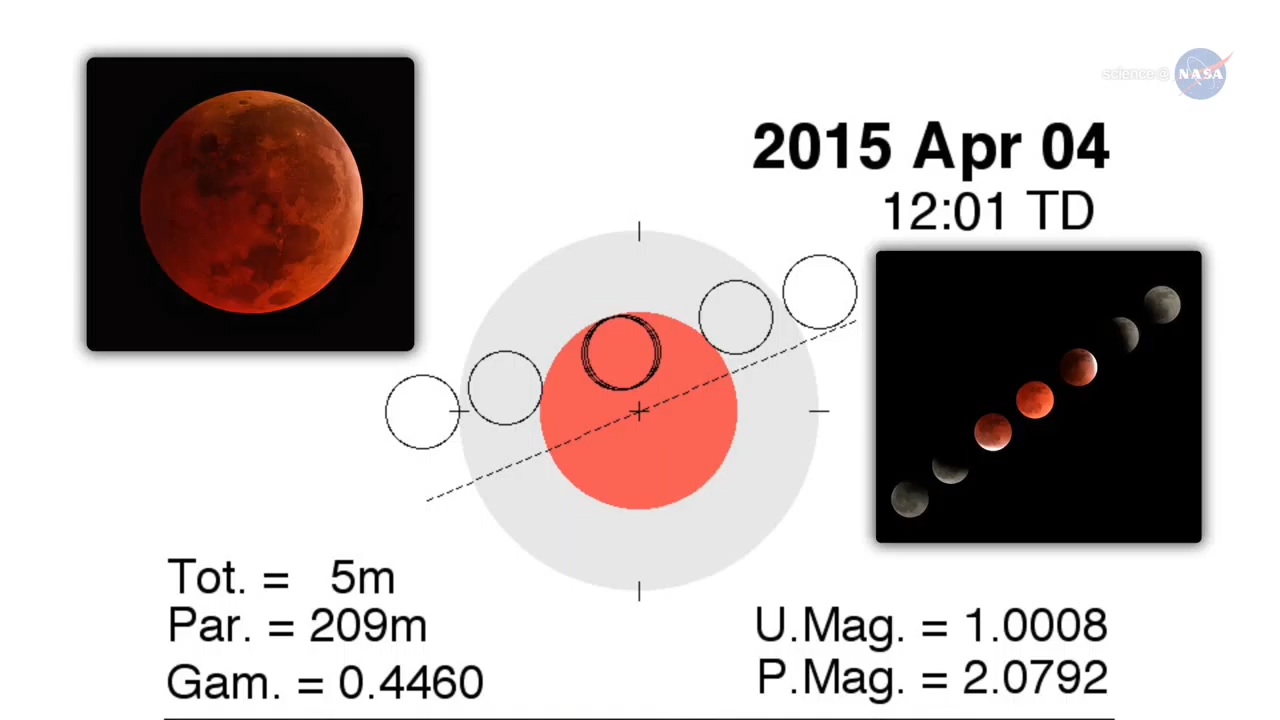 science@ NASA
2015 Apr 04
12:01 TD
Tot. = 5m
Par. = 209m
Gam. = 0.4460
U.Mag. = 1.0008
P.Mag. = 2.0792